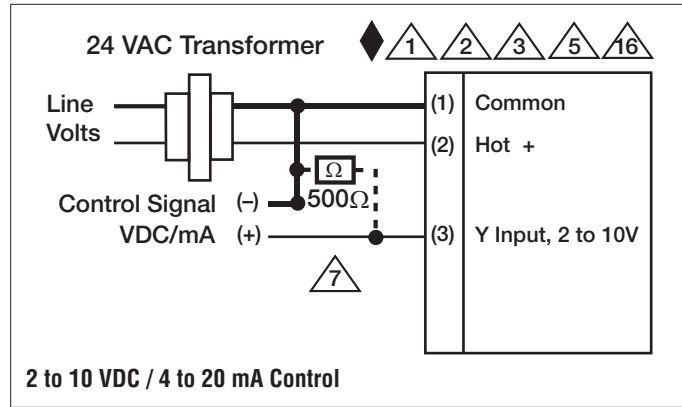 24 VAC Transformer
1 2 3 5 16
Line
Volts
(1) Common
(2) Hot +
Ω
500Ω
Control Signal (–)
VDC/mA (+)
(3) Y Input, 2 to 10V
7
2 to 10 VDC / 4 to 20 mA Control